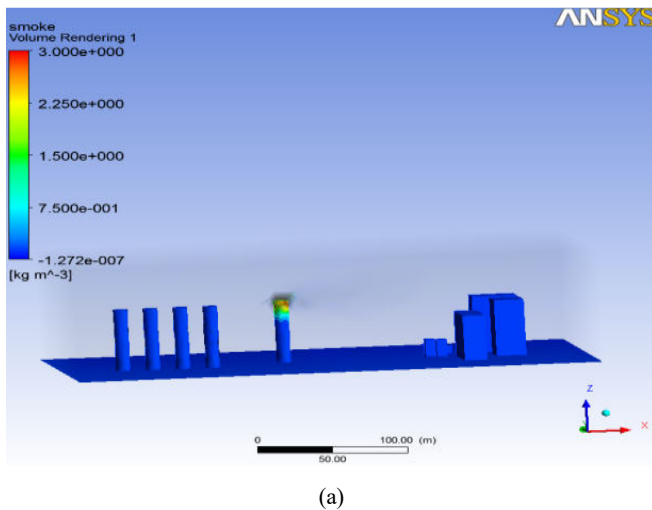 smoke
Volume Rendering 1
ANSYS
3.000e+000
2.250e+000
1.500e+000
7.500e-001
-1.272e-007
[kg m^-3]
Z
X
0 100.00 (m)
50.00
(a)